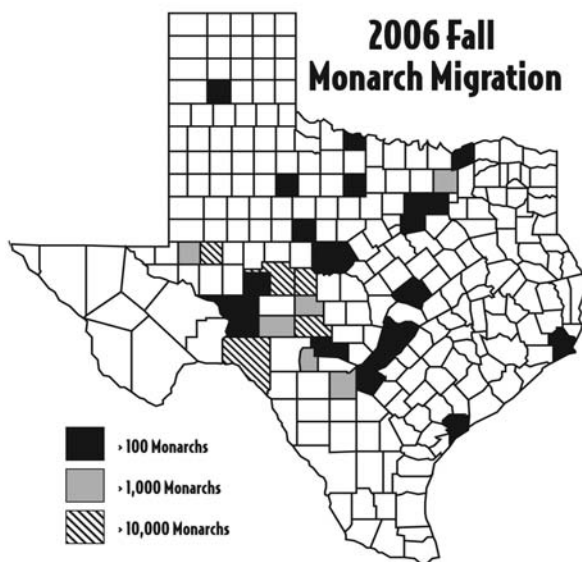 2006 Fall
Monarch Migration
> 100 Monarchs
> 1,000 Monarchs
> 10,000 Monarchs